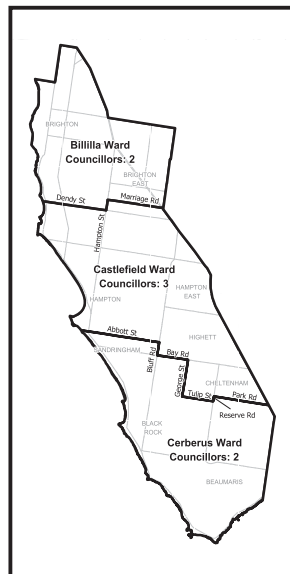 BRIGHTON
Billilla Ward
Councillors: 2
BRIGHTON
EAST
Dendy St
Marriage Rd
Hampton St
Castlefield Ward
Councillors: 3
HAMPTON
HAMPTON
EAST
Abbott St
HIGHETT
SANDRINGHAM
Bluff Rd
Bay Rd
George St
CHELTENHAM
Tulip St
Park Rd
Reserve Rd
BLACK
ROCK
Cerberus Ward
Councillors: 2
BEAUMARIS